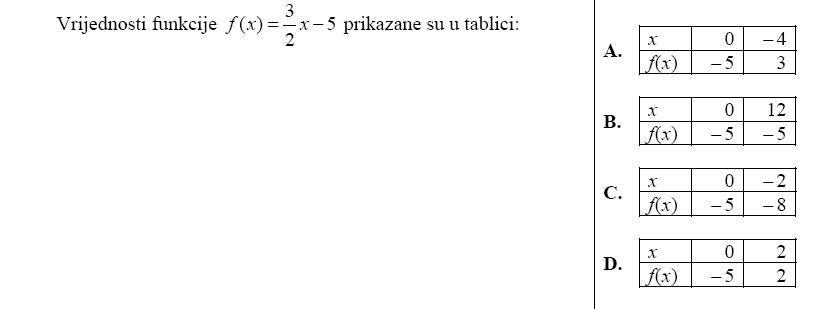 Vrijednosti funkcije f(x) = 3/2 x − 5 prikazane su u tablici:
A.
x 0 −4
f(x) −5 3
B.
x 0 12
f(x) −5 −5
C.
x 0 −2
f(x) −5 −8
D.
x 0 2
f(x) −5 2